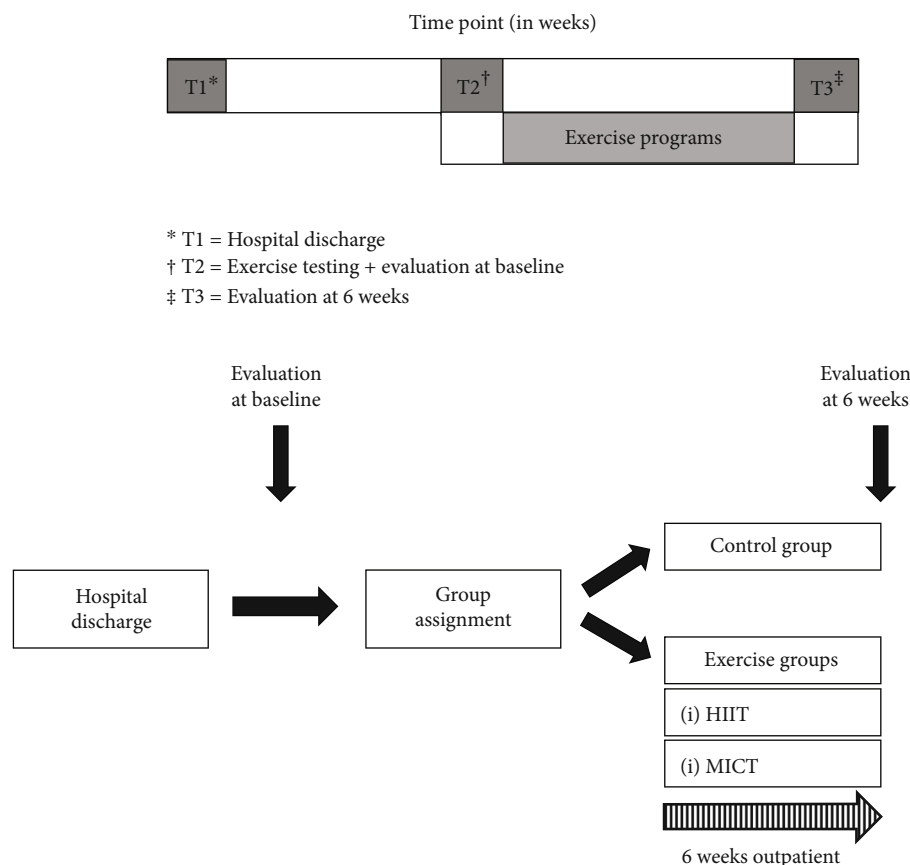 Time point (in weeks)
T1* T2† T3‡
Exercise programs
* T1 = Hospital discharge
† T2 = Exercise testing + evaluation at baseline
‡ T3 = Evaluation at 6 weeks
Evaluation
at baseline
Evaluation
at 6 weeks
Hospital
discharge
Group
assignment
Control group
Exercise groups
(i) HIIT
(i) MICT
6 weeks outpatient